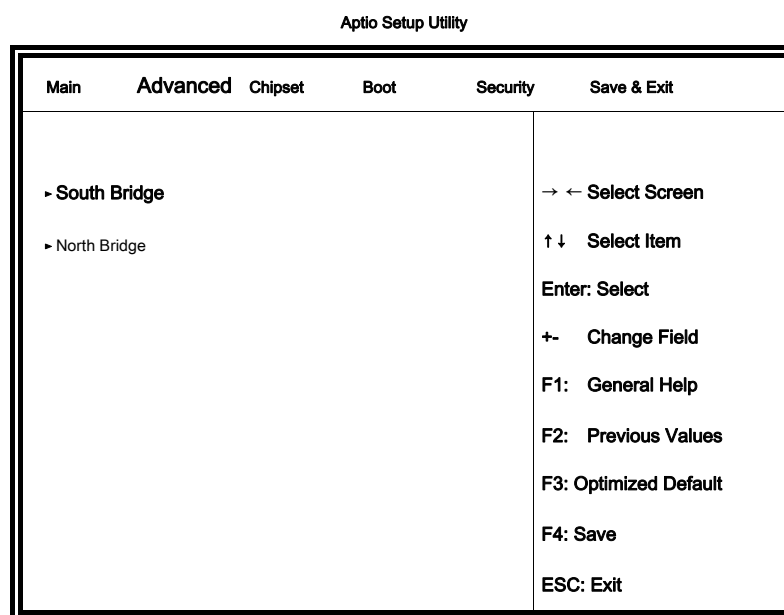 Aptio Setup Utility
Main Advanced Chipset Boot Security Save & Exit
► South Bridge
► North Bridge
→ ← Select Screen
↑↓ Select Item
Enter: Select
+- Change Field
F1: General Help
F2: Previous Values
F3: Optimized Default
F4: Save
ESC: Exit